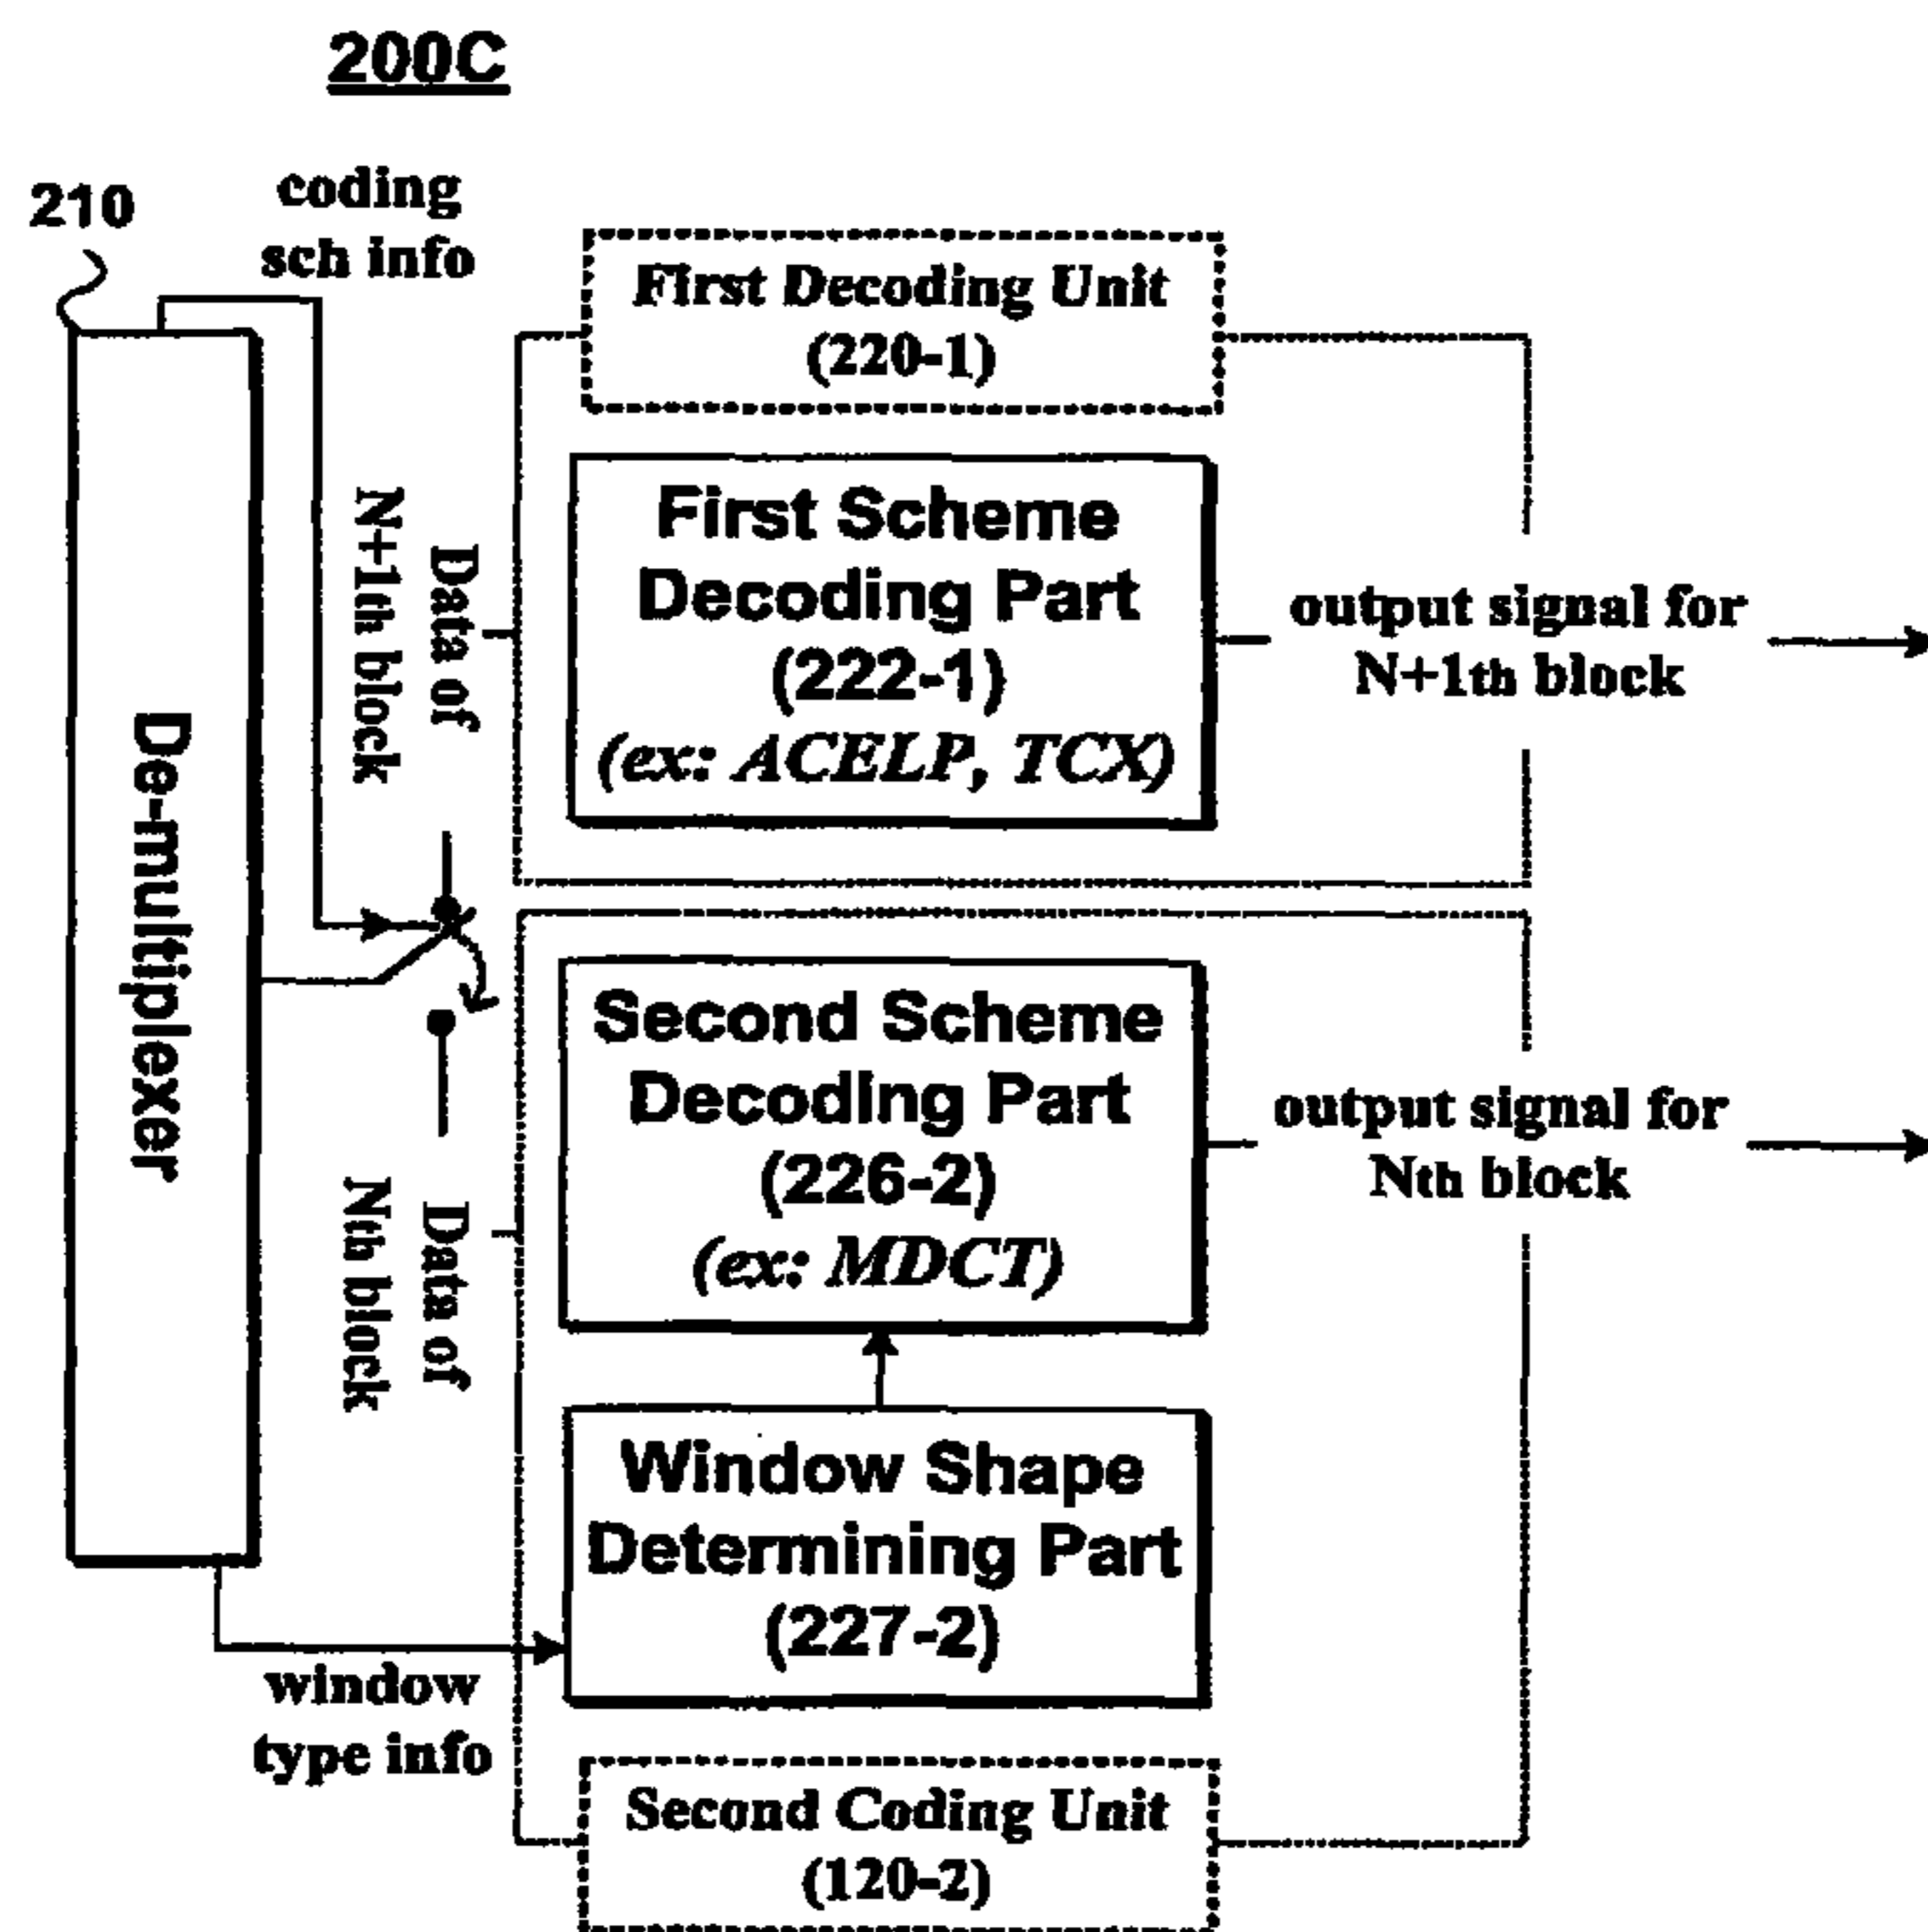 200C
210
coding
sch info
First Decoding Unit
(220-1)
First Scheme
Decoding Part
(222-1)
(ex: ACELP, TCX)
Data of
N+1th block
output signal for
N+1th block
De-multiplexer
Second Scheme
Decoding Part
(226-2)
(ex: MDCT)
Data of
Nth block
output signal for
Nth block
Window Shape
Determining Part
(227-2)
window
type info
Second Coding Unit
(120-2)